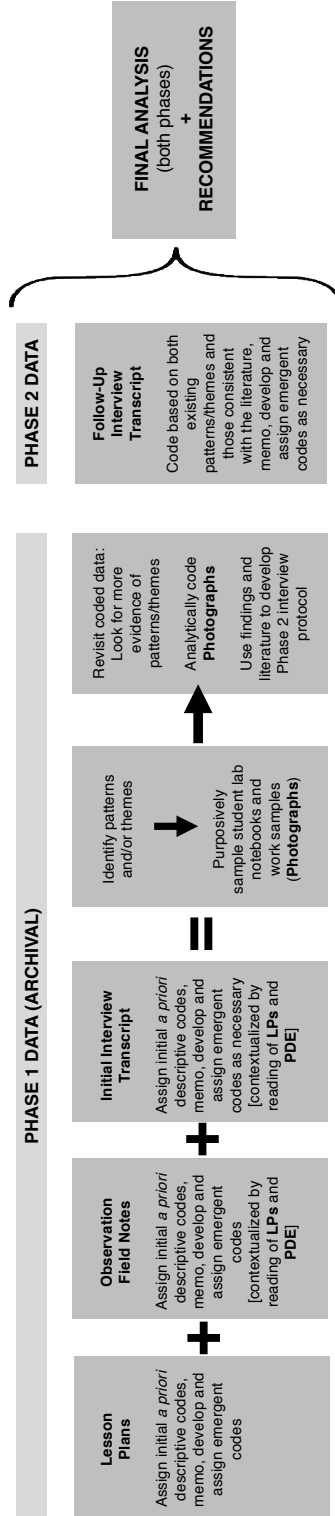 PHASE 1 DATA (ARCHIVAL)
Lesson
Plans
Assign initial a priori
descriptive codes,
memo, develop and
assign emergent
codes
+
Observation
Field Notes
Assign initial a priori
descriptive codes,
memo, develop and
assign emergent
codes
[contextualized by
reading of LPs and
PDE]
+
Initial Interview
Transcript
Assign initial a priori
descriptive codes,
memo, develop and
assign emergent
codes as necessary
[contextualized by
reading of LPs and
PDE]
=
Identify patterns
and/or themes
Purposively
sample student lab
notebooks and
work samples
(Photographs)
Revisit coded data:
Look for more
evidence of
patterns/themes
Analytically code
Photographs
Use findings and
literature to develop
Phase 2 interview
protocol
PHASE 2 DATA
Follow-Up
Interview
Transcript
Code based on both
existing
patterns/themes and
those consistent
with the literature,
memo, develop and
assign emergent
codes as necessary
FINAL ANALYSIS
(both phases)
+
RECOMMENDATIONS